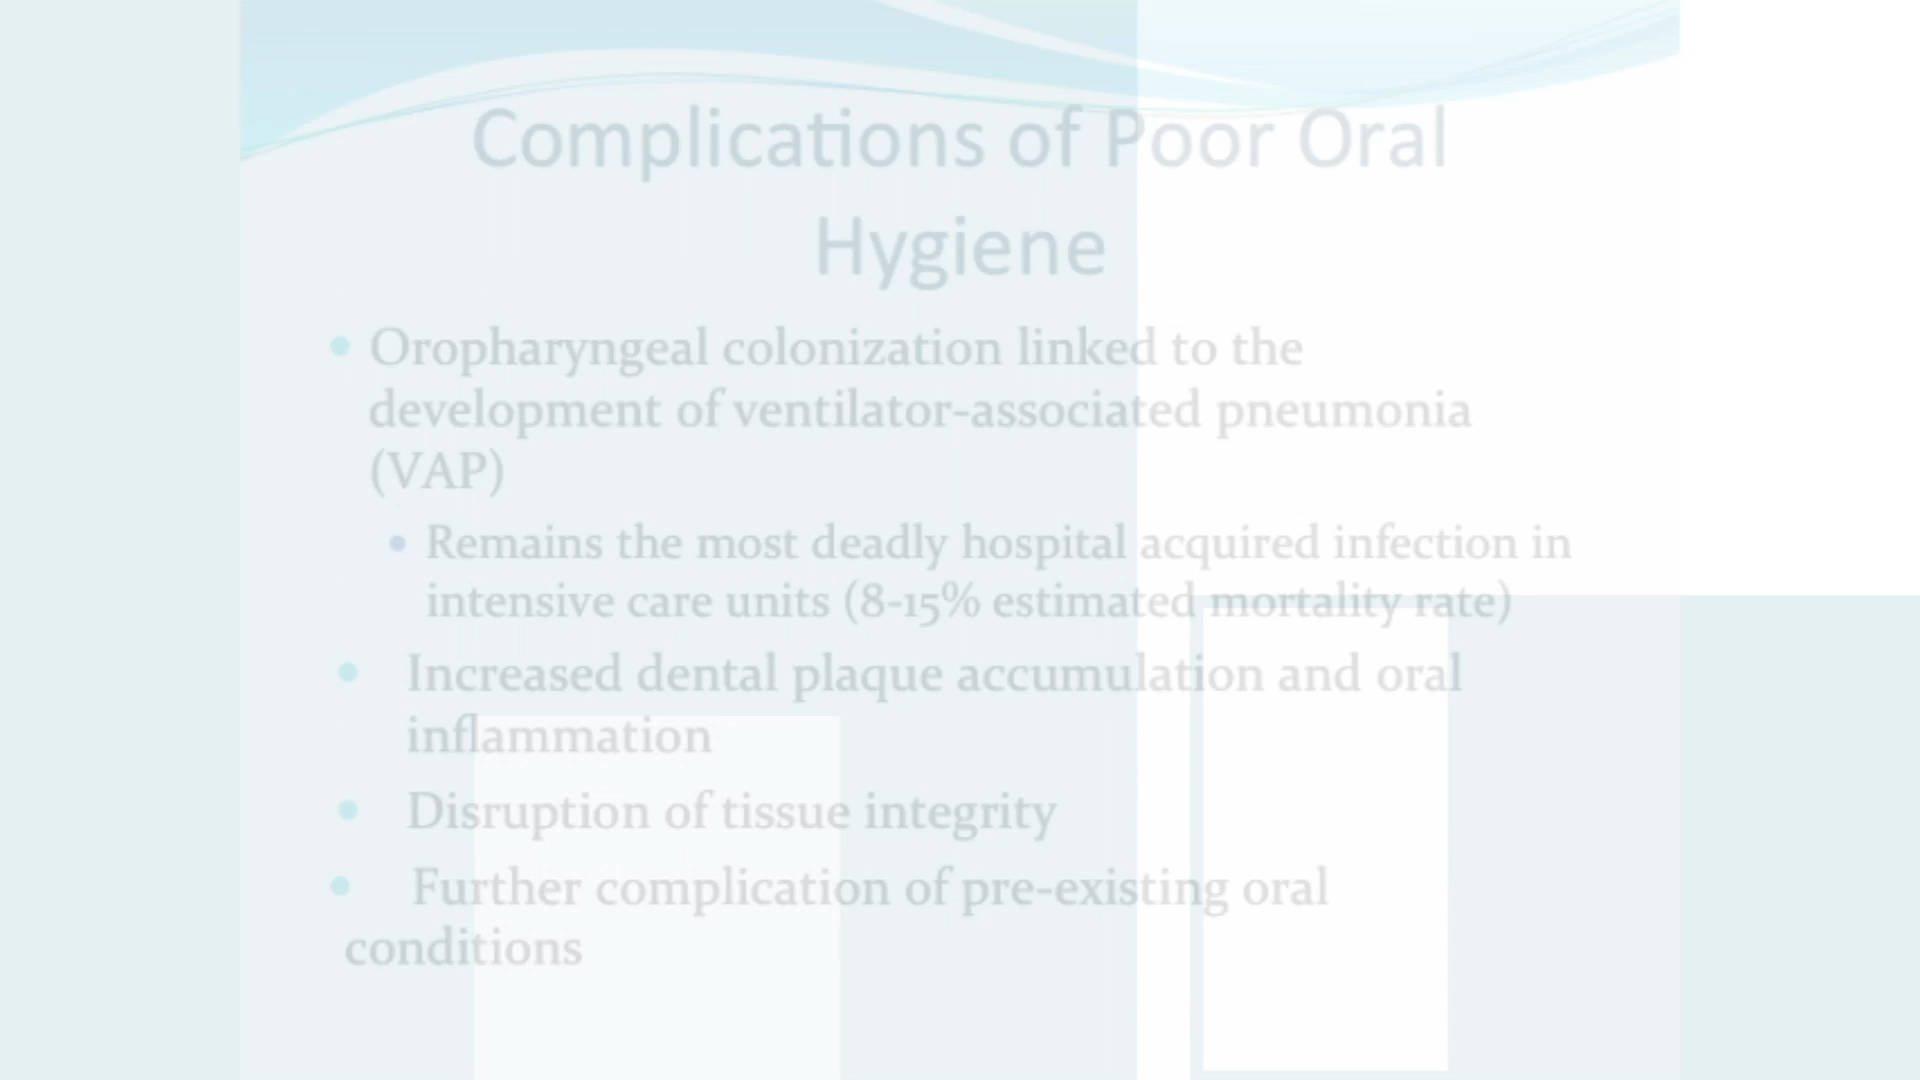 Complications of Poor Oral
Hygiene
• Oropharyngeal colonization linked to the
development of ventilator-associated pneumonia
(VAP)
• Remains the most deadly hospital acquired infection in
intensive care units (8-15% estimated mortality rate)
• Increased dental plaque accumulation and oral
inflammation
• Disruption of tissue integrity
• Further complication of pre-existing oral
conditions